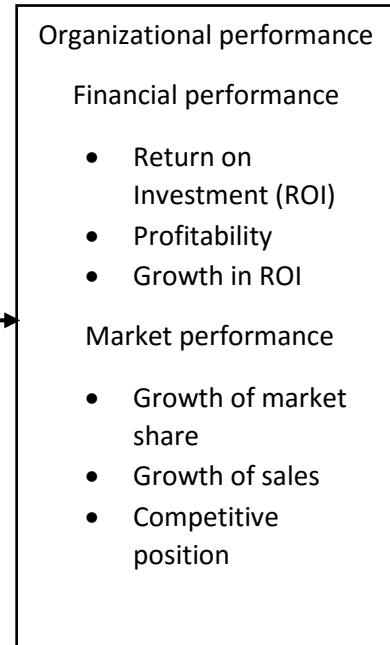 Organizational performance
Financial performance
• Return on
Investment (ROI)
• Profitability
• Growth in ROI
Market performance
• Growth of market
share
• Growth of sales
• Competitive
position